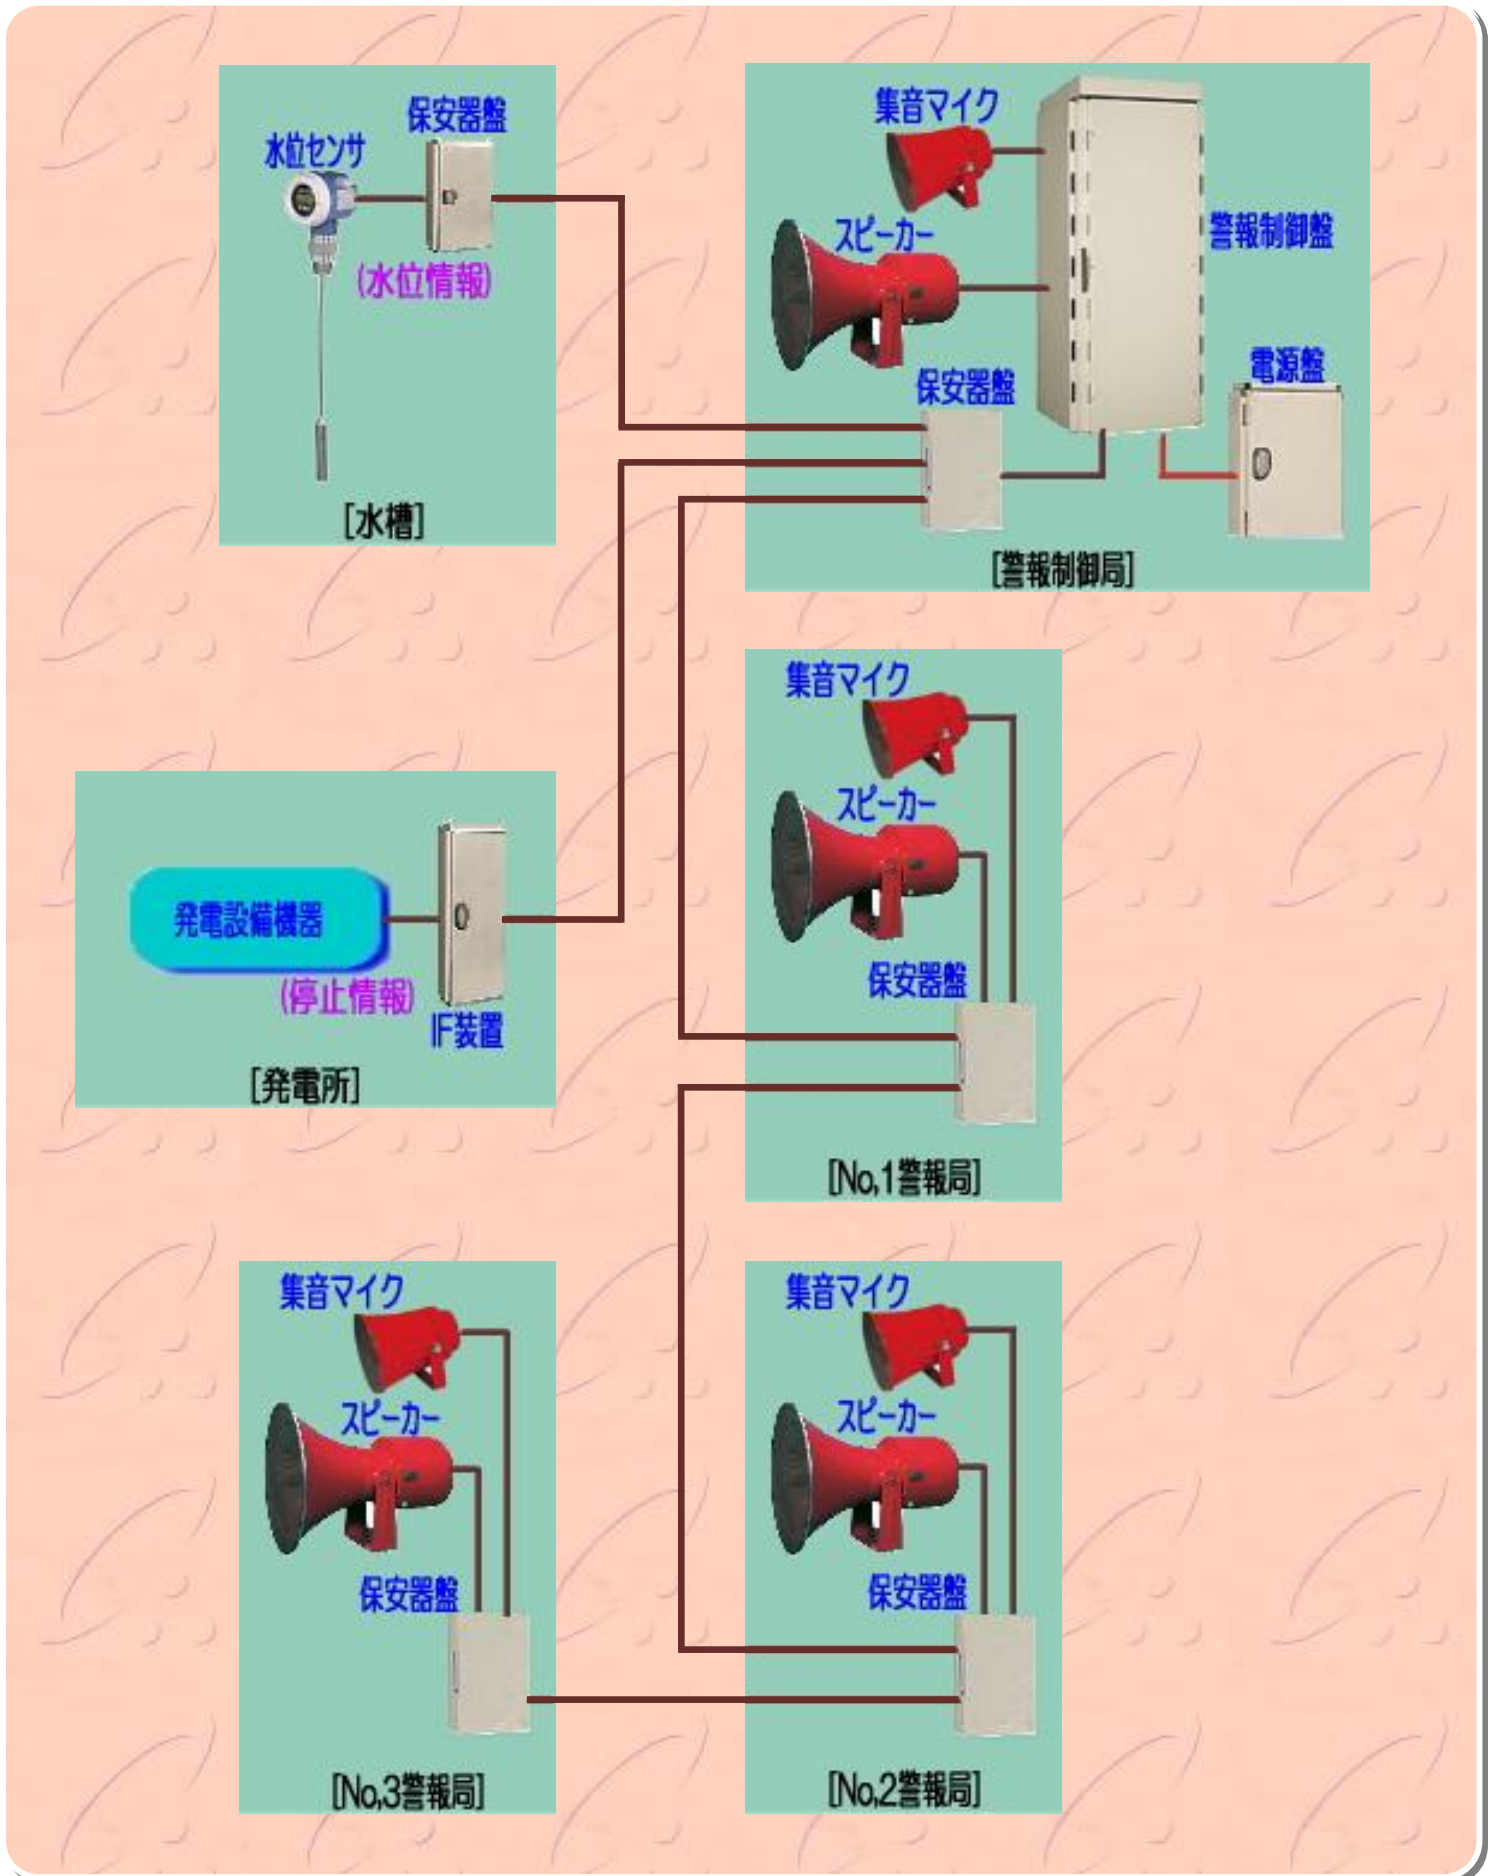 水位センサ
保安器盤
(水位情報)
[水槽]
集音マイク
スピーカー
警報制御盤
保安器盤
電源盤
[警報制御局]
集音マイク
スピーカー
保安器盤
[No,1警報局]
発電設備機器
(停止情報)
IF装置
[発電所]
集音マイク
スピーカー
保安器盤
[No,3警報局]
集音マイク
スピーカー
保安器盤
[No,2警報局]